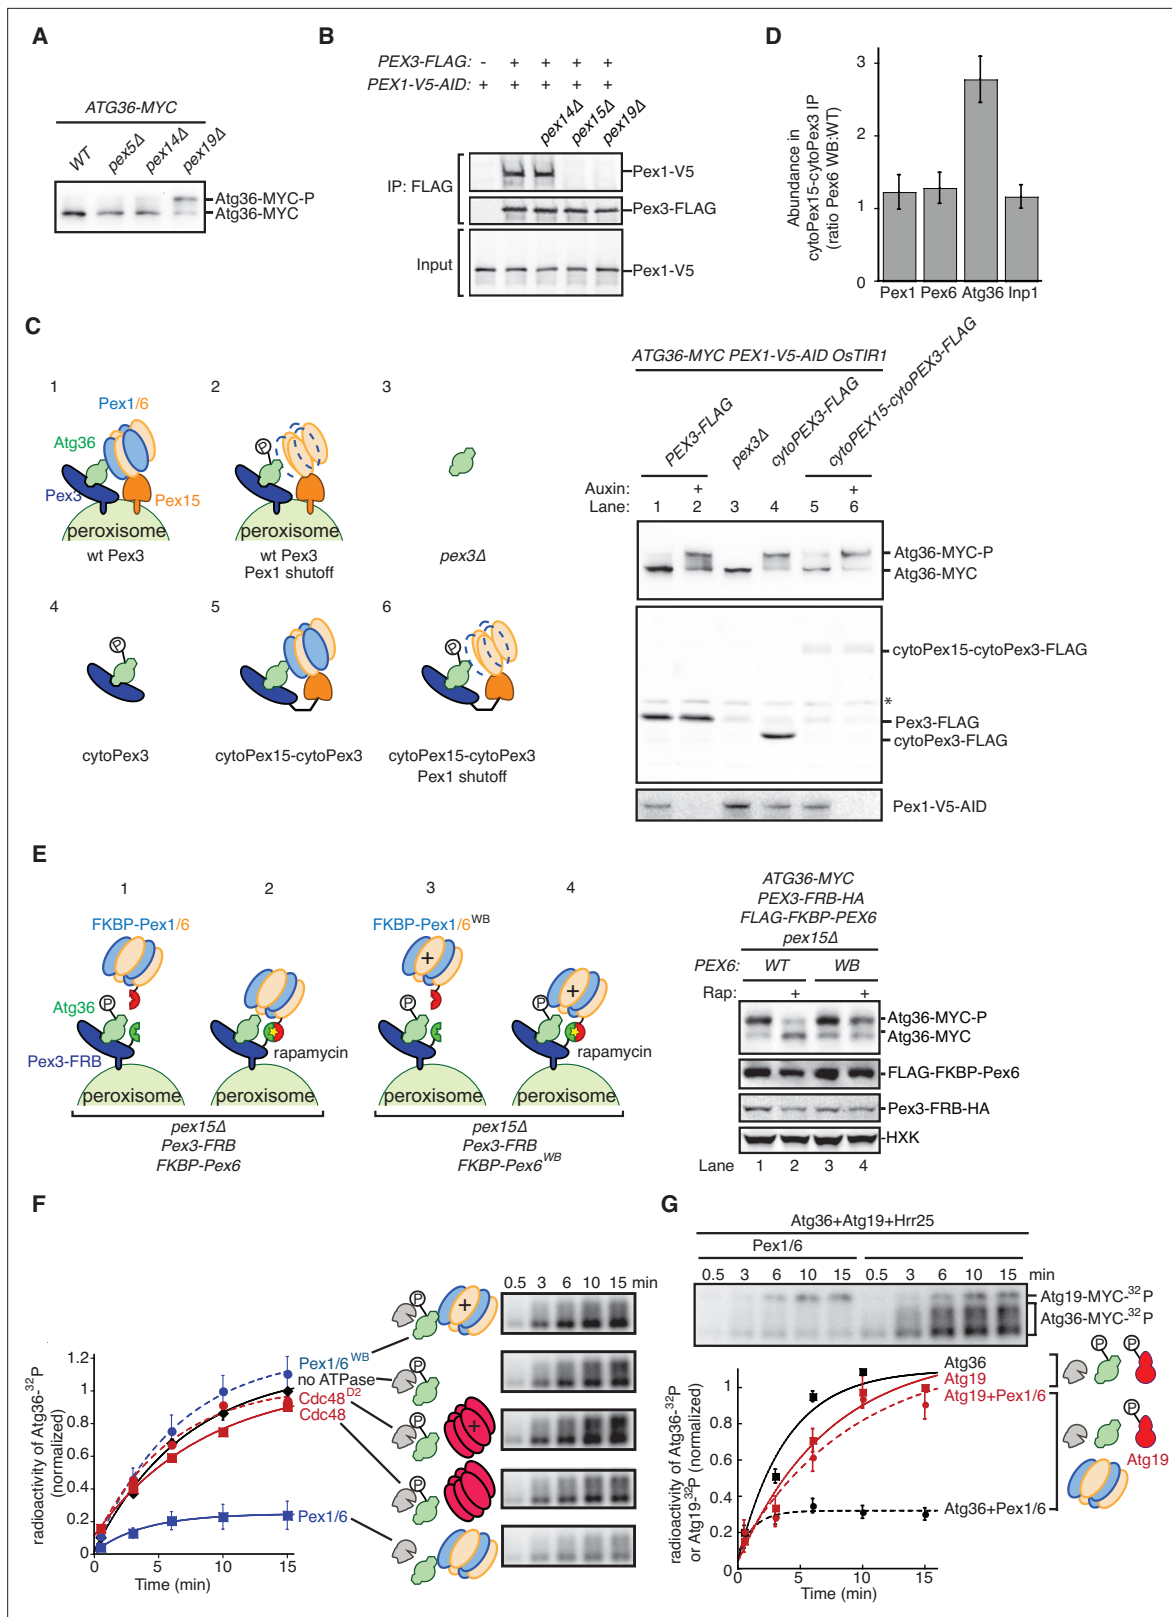 A
ATG36-MYC
WT
pex5Δ
pex14Δ
pex19Δ
Atg36-MYC-P
Atg36-MYC
B
PEX3-FLAG: - + + + +
PEX1-V5-AID: + + + + +
pex14Δ
pex15Δ
pex19Δ
IP: FLAG
Pex1-V5
Pex3-FLAG
Input
Pex1-V5
D
Abundance in
cytoPex15-cytoPex3 IP
(ratio Pex6 WB:WT)
3
2
1
0
Pex1 Pex6 Atg36 Inp1
C
1
2
3
Pex1/6
Atg36
P
Pex3
Pex15
peroxisome
peroxisome
wt Pex3
wt Pex3
Pex1 shutoff
pex3Δ
4
5
6
P
P
cytoPex3
cytoPex15-cytoPex3
cytoPex15-cytoPex3
Pex1 shutoff
ATG36-MYC PEX1-V5-AID OsTIR1
PEX3-FLAG
pex3Δ
cytoPEX3-FLAG
cytoPEX15-cytoPEX3-FLAG
Auxin: + +
Lane: 1 2 3 4 5 6
Atg36-MYC-P
Atg36-MYC
cytoPex15-cytoPex3-FLAG
*
Pex3-FLAG
cytoPex3-FLAG
Pex1-V5-AID
E
1
2
3
4
FKBP-Pex1/6
FKBP-Pex1/6WB
+
+
Atg36
P
P
P
Pex3-FRB
rapamycin
rapamycin
peroxisome
peroxisome
peroxisome
peroxisome
pex15Δ
Pex3-FRB
FKBP-Pex6
pex15Δ
Pex3-FRB
FKBP-Pex6WB
ATG36-MYC
PEX3-FRB-HA
FLAG-FKBP-PEX6
pex15Δ
PEX6: WT WB
Rap: + +
Atg36-MYC-P
Atg36-MYC
FLAG-FKBP-Pex6
Pex3-FRB-HA
HXK
Lane 1 2 3 4
F
0.5 3 6 10 15 min
radioactivity of Atg36-32P
(normalized)
1.2
1
0.8
0.6
0.4
0.2
0
0 5 10 15
Time (min)
Pex1/6WB
no ATPase
Cdc48D2
Cdc48
Pex1/6
P
+
P
P
+
P
G
Atg36+Atg19+Hrr25
Pex1/6
0.5 3 6 10 15 0.5 3 6 10 15 min
Atg19-MYC-32P
Atg36-MYC-32P
radioactivity of Atg36-32P
or Atg19-32P (normalized)
1
0.8
0.6
0.4
0.2
0
0 5 10 15
Time (min)
Atg36
Atg19
Atg19+Pex1/6
Atg36+Pex1/6
P
P
P
Atg19